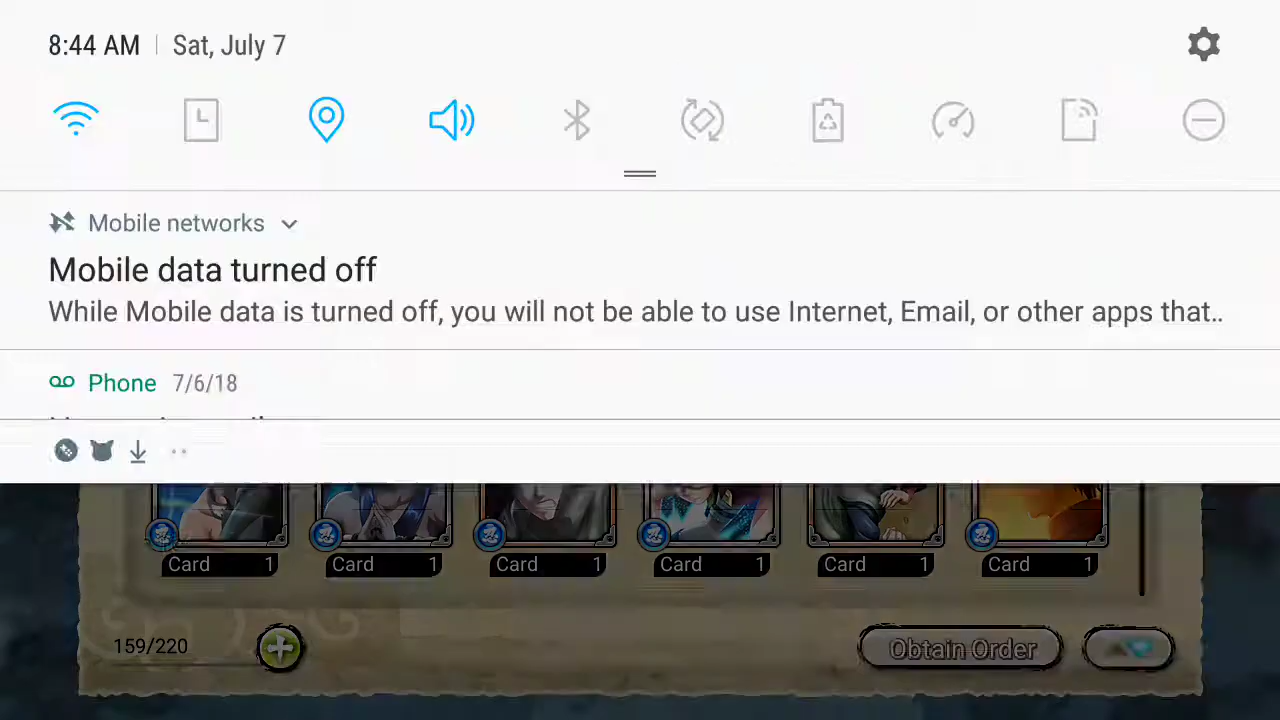 8:44 AM | Sat, July 7
Mobile networks
Mobile data turned off
While Mobile data is turned off, you will not be able to use Internet, Email, or other apps that..
Phone 7/6/18
Card 1 Card 1 Card 1 Card 1 Card 1 Card 1
159/220 Obtain Order